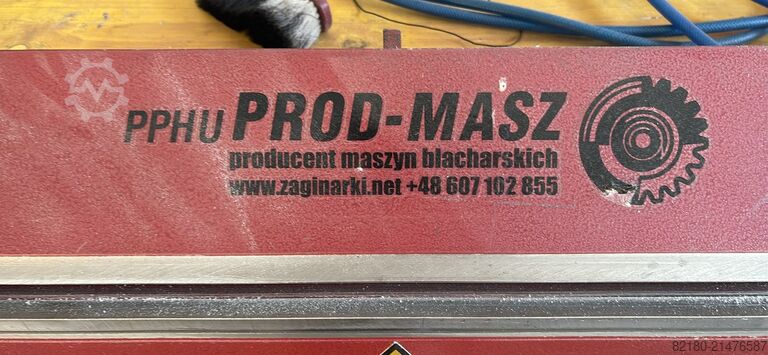 PPHU PROD-MASZ
producent maszyn blacharskich
www.zaginarki.net +48 607 102 855
82180-21476587